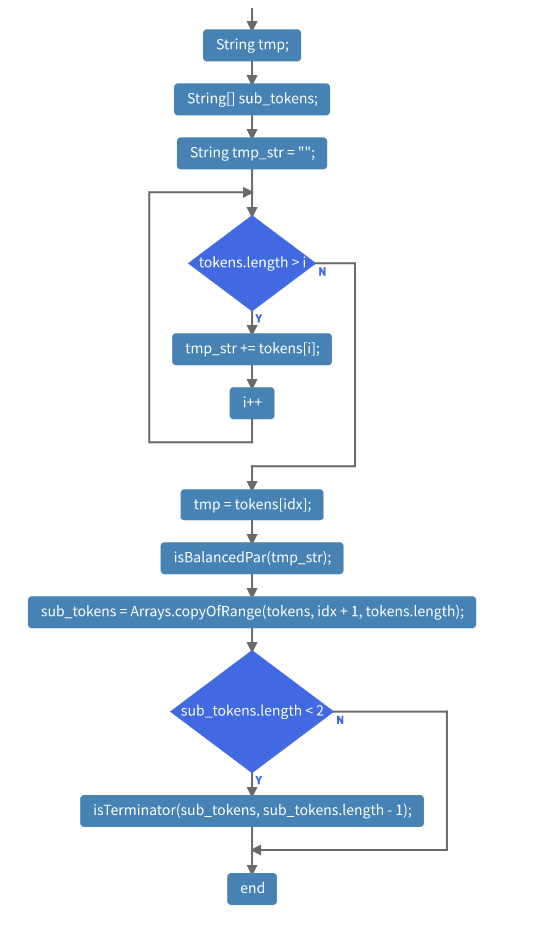 String tmp;
String[] sub_tokens;
String tmp_str = "";
tokens.length > i
N
Y
tmp_str += tokens[i];
i++
tmp = tokens[idx];
isBalancedPar(tmp_str);
sub_tokens = Arrays.copyOfRange(tokens, idx + 1, tokens.length);
sub_tokens.length < 2
N
Y
isTerminator(sub_tokens, sub_tokens.length - 1);
end